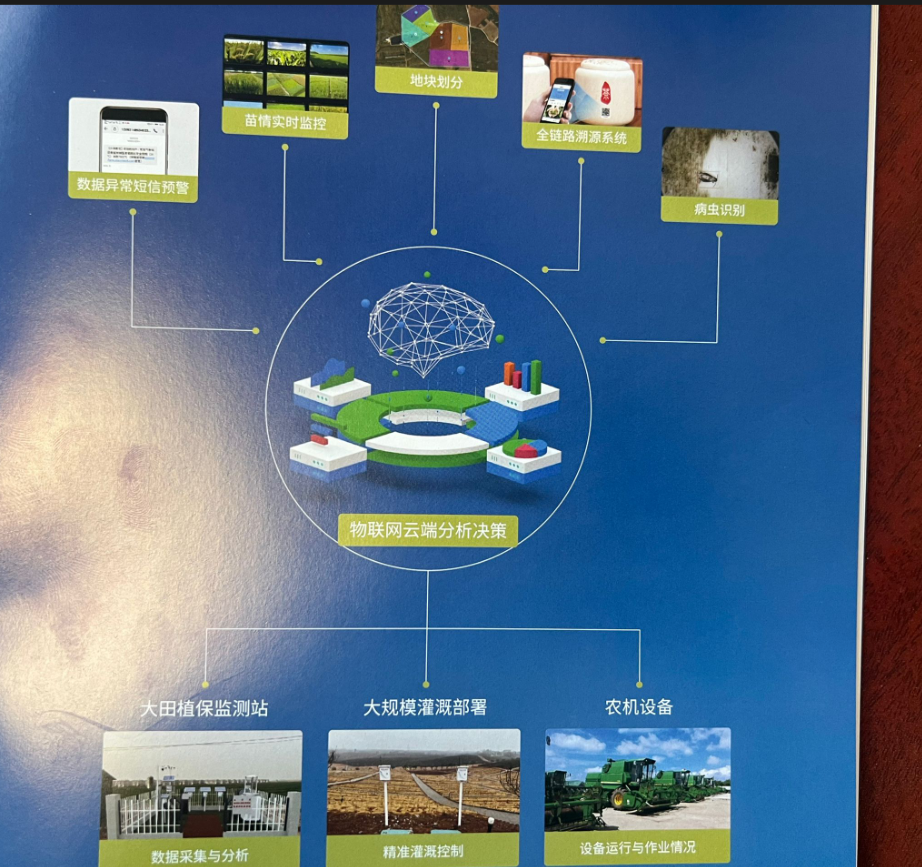 地块划分
苗情实时监控
全链路溯源系统
数据异常短信预警
病虫识别
物联网云端分析决策
大田植保监测站
大规模灌溉部署
农机设备
数据采集与分析
精准灌溉控制
设备运行与作业情况